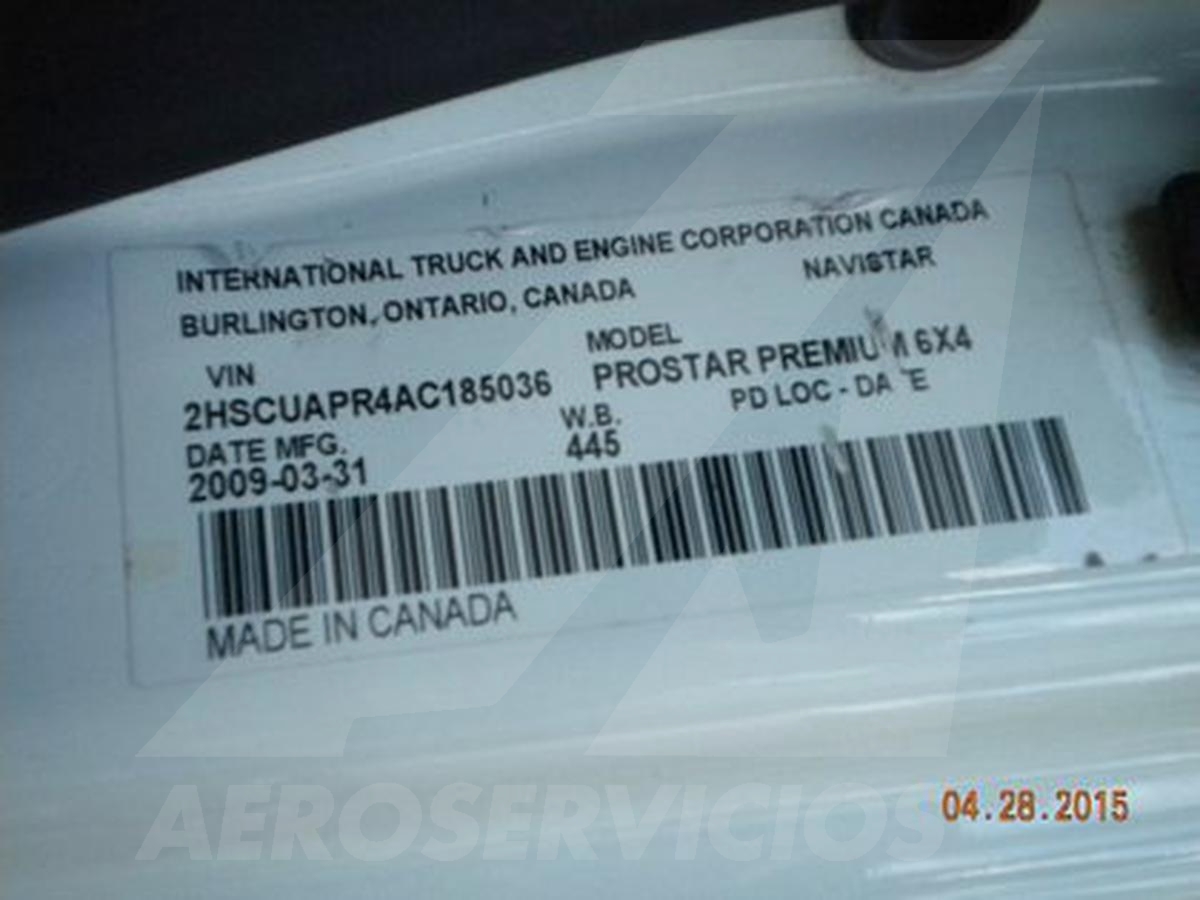 INTERNATIONAL TRUCK AND ENGINE CORPORATION CANADA
BURLINGTON, ONTARIO, CANADA NAVISTAR
VIN MODEL
2HSCUAPR4AC185036 PROSTAR PREMIUM 6X4
DATE MFG. W.B. PD LOC - DATE
2009-03-31 445
MADE IN CANADA
AEROSERVICIOS
04.28.2015